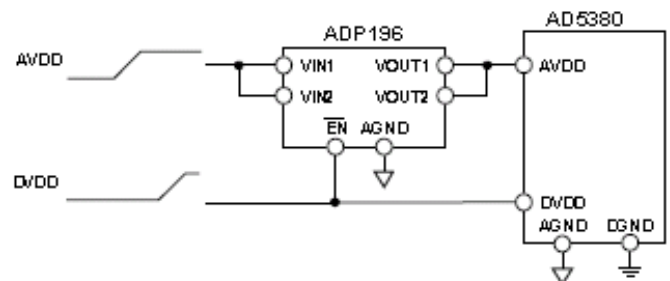 AD5380
ADP196
AVDD
VIN1
VOUT1
AVDD
VIN2
VOUT2
EN
AGND
DVDD
DVDD
AGND
DGND